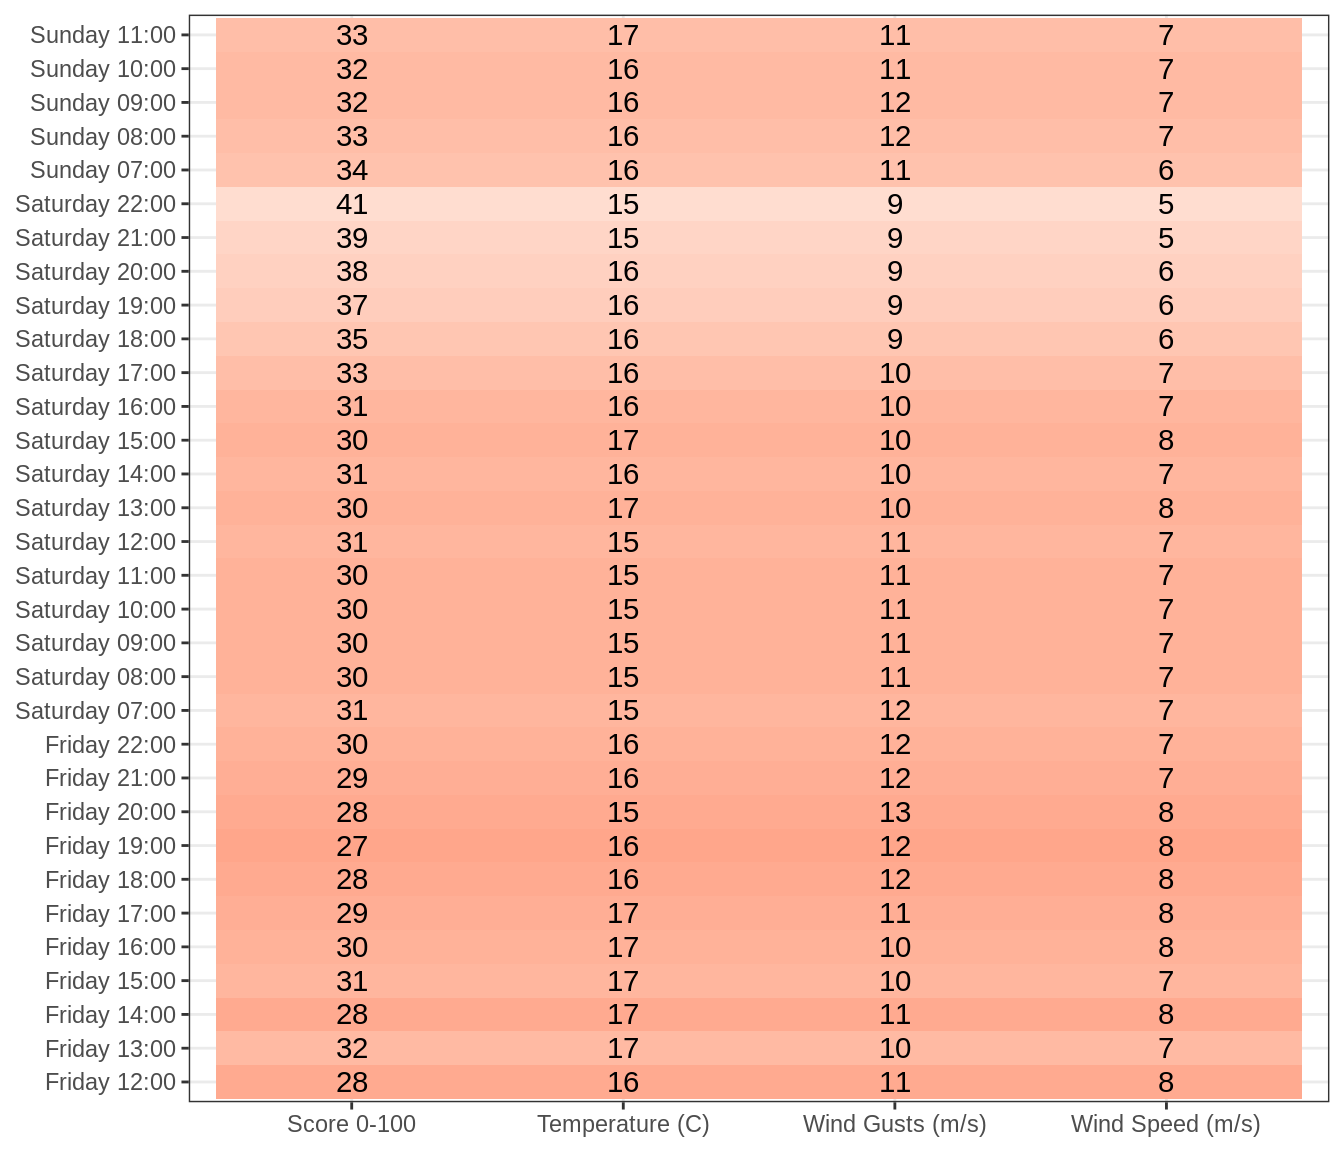 Sunday 11:00 33 17 11 7
Sunday 10:00 32 16 11 7
Sunday 09:00 32 16 12 7
Sunday 08:00 33 16 12 7
Sunday 07:00 34 16 11 6
Saturday 22:00 41 15 9 5
Saturday 21:00 39 15 9 5
Saturday 20:00 38 16 9 6
Saturday 19:00 37 16 9 6
Saturday 18:00 35 16 9 6
Saturday 17:00 33 16 10 7
Saturday 16:00 31 16 10 7
Saturday 15:00 30 17 10 8
Saturday 14:00 31 16 10 7
Saturday 13:00 30 17 10 8
Saturday 12:00 31 15 11 7
Saturday 11:00 30 15 11 7
Saturday 10:00 30 15 11 7
Saturday 09:00 30 15 11 7
Saturday 08:00 30 15 11 7
Saturday 07:00 31 15 12 7
Friday 22:00 30 16 12 7
Friday 21:00 29 16 12 7
Friday 20:00 28 15 13 8
Friday 19:00 27 16 12 8
Friday 18:00 28 16 12 8
Friday 17:00 29 17 11 8
Friday 16:00 30 17 10 8
Friday 15:00 31 17 10 7
Friday 14:00 28 17 11 8
Friday 13:00 32 17 10 7
Friday 12:00 28 16 11 8
Score 0-100 Temperature (C) Wind Gusts (m/s) Wind Speed (m/s)